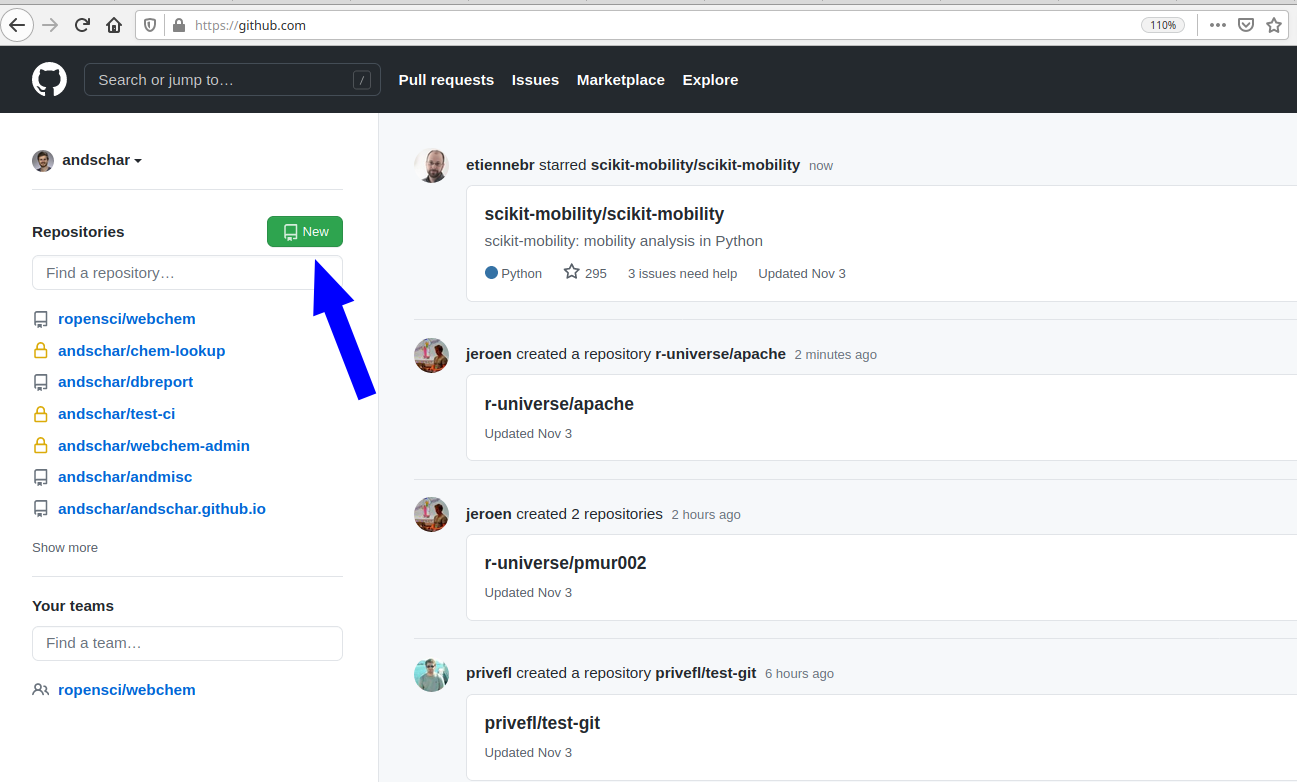 https://github.com
110%
Search or jump to…
/
Pull requests Issues Marketplace Explore
andschar
Repositories
New
Find a repository…
ropensci/webchem
andschar/chem-lookup
andschar/dbreport
andschar/test-ci
andschar/webchem-admin
andschar/andmisc
andschar/andschar.github.io
Show more
Your teams
Find a team…
ropensci/webchem
etiennebr starred scikit-mobility/scikit-mobility now
scikit-mobility/scikit-mobility
scikit-mobility: mobility analysis in Python
Python 295 3 issues need help Updated Nov 3
jeroen created a repository r-universe/apache 2 minutes ago
r-universe/apache
Updated Nov 3
jeroen created 2 repositories 2 hours ago
r-universe/pmur002
Updated Nov 3
privefl created a repository privefl/test-git 6 hours ago
privefl/test-git
Updated Nov 3